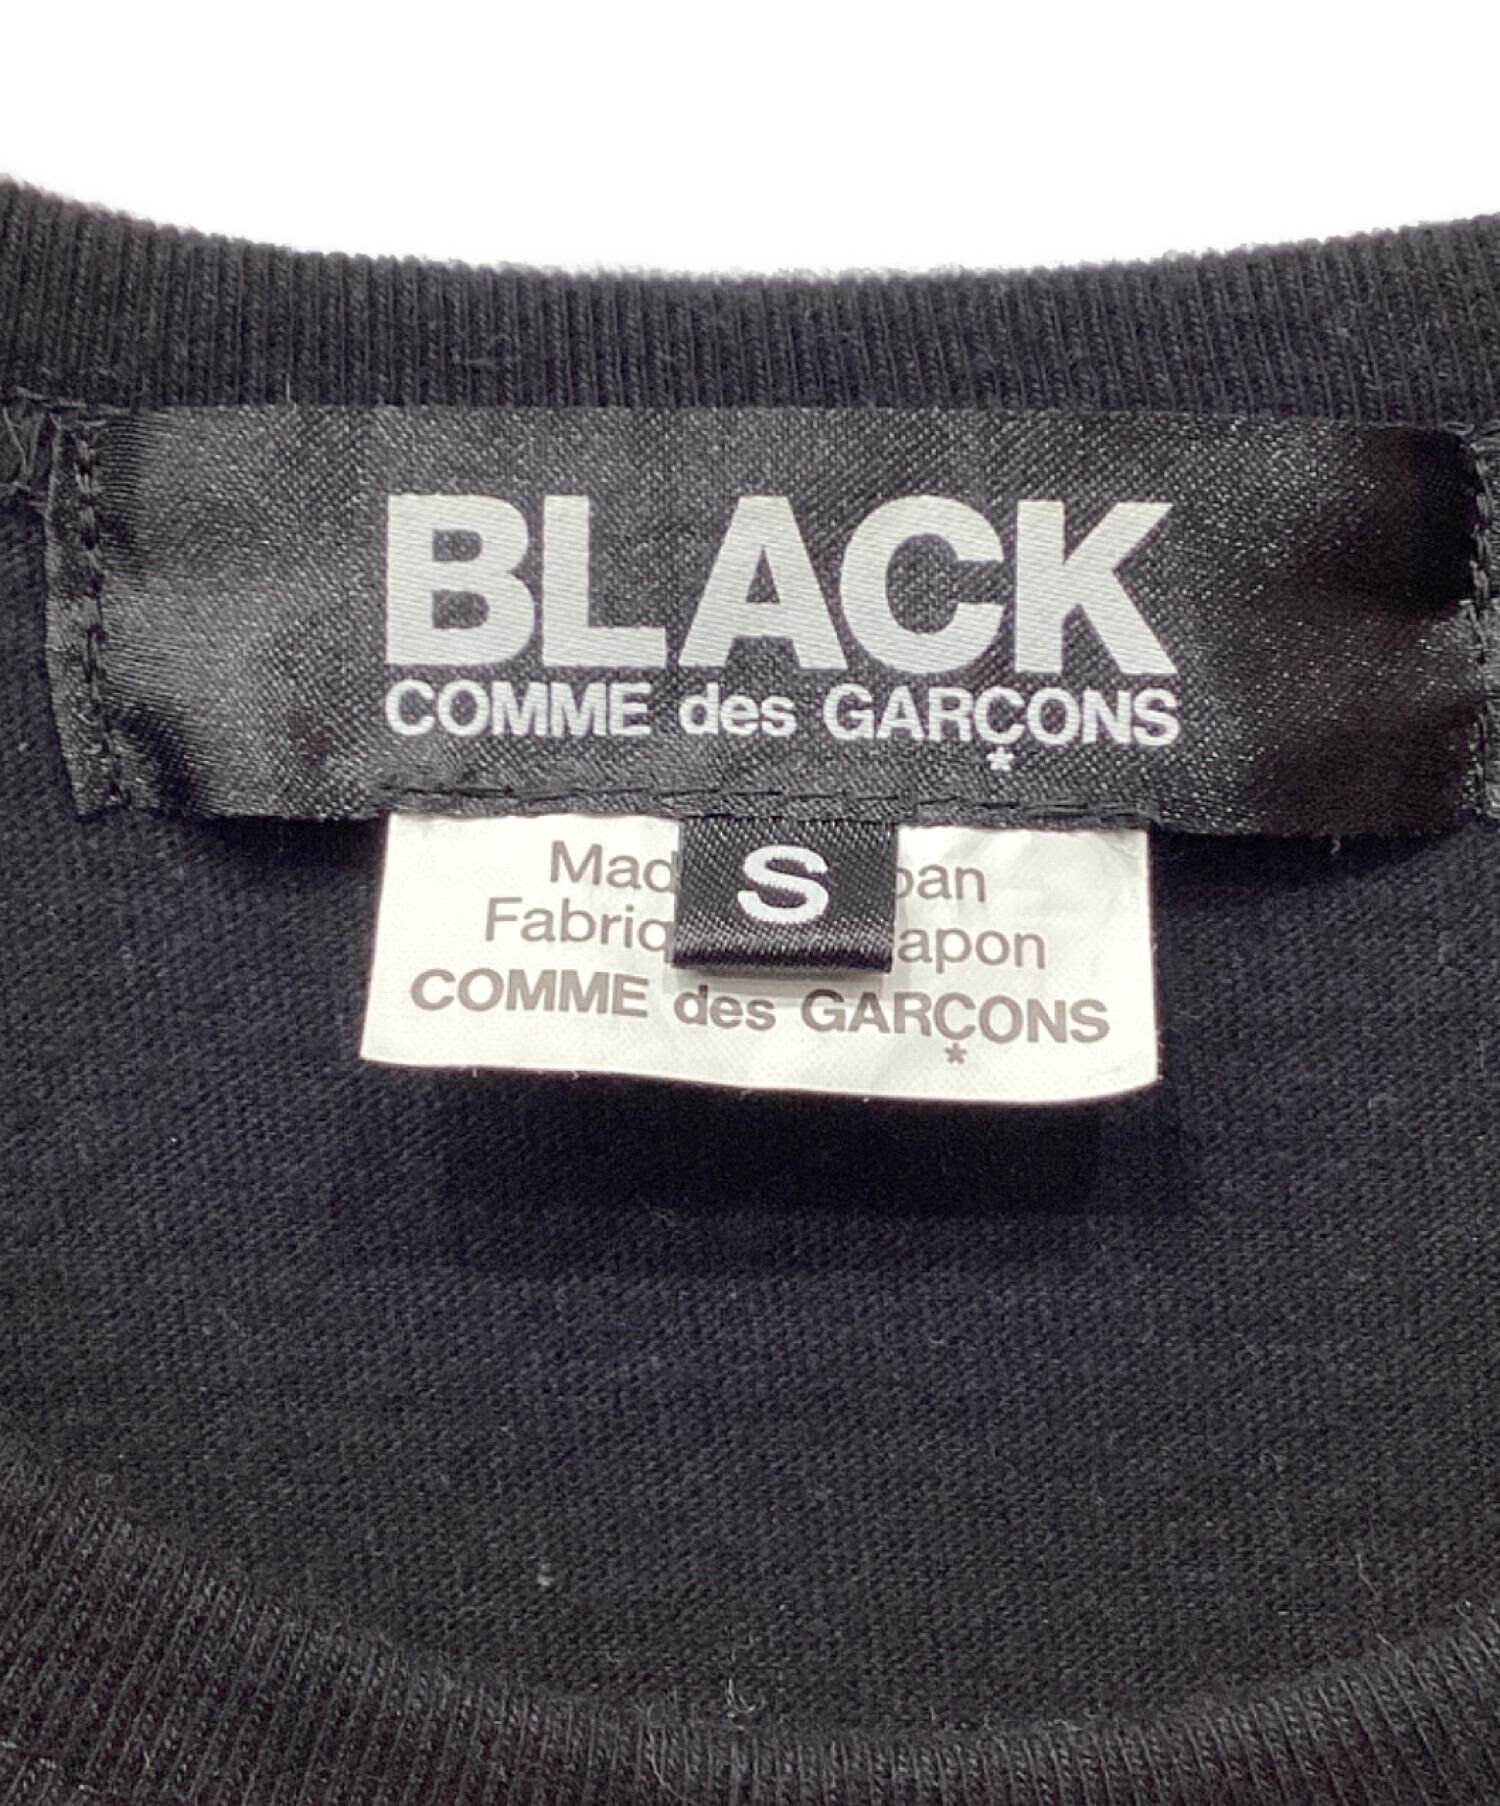 BLACK
COMME des GARÇONS
*
S
Mad pan
Fabriq apon
COMME des GARÇONS
*